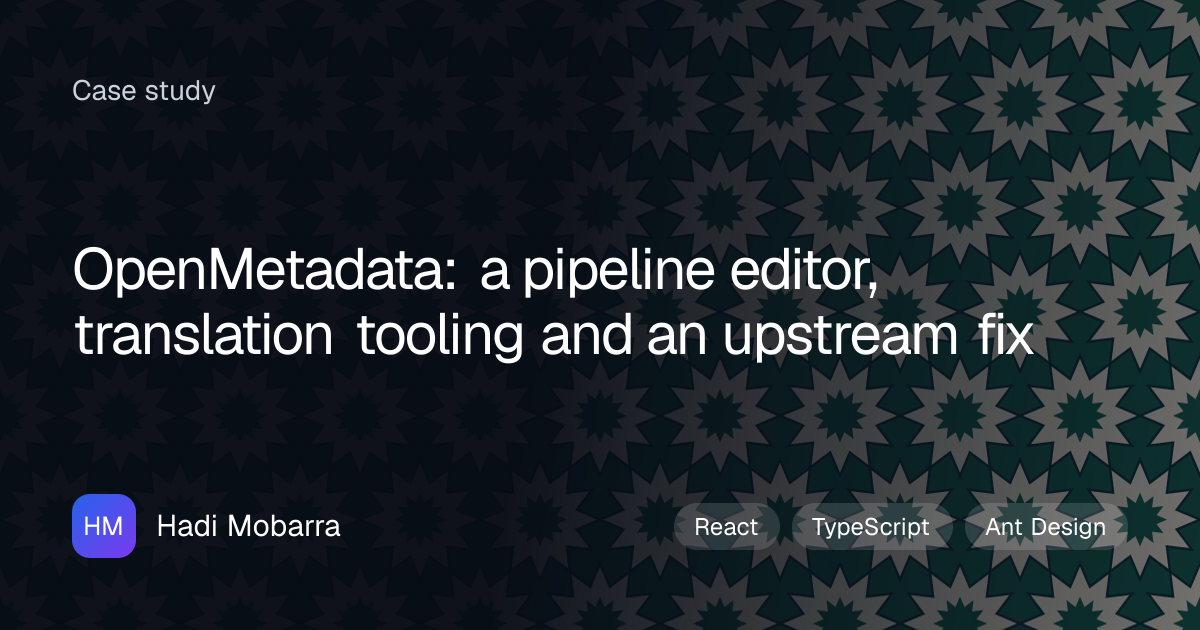 Case study
OpenMetadata: a pipeline editor,
translation tooling and an upstream fix
HM
Hadi Mobarra
React
TypeScript
Ant Design